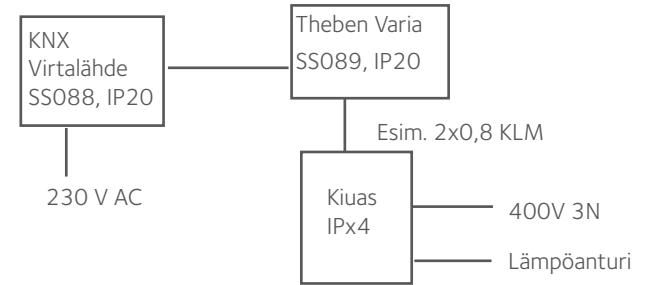 KNX
Virtalähde
SS088, IP20
Theben Varia
SS089, IP20
Esim. 2x0,8 KLM
230 V AC
Kiuas
IPx4
400V 3N
Lämpöanturi